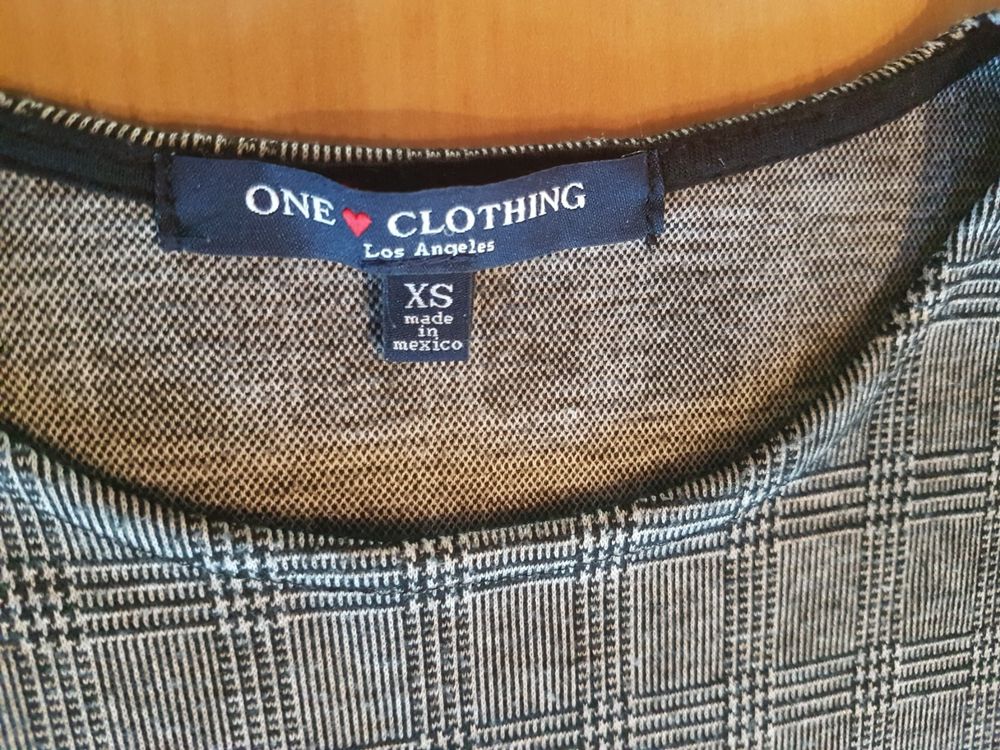 ONE CLOTHING
Los Angeles
XS
made
in
mexico